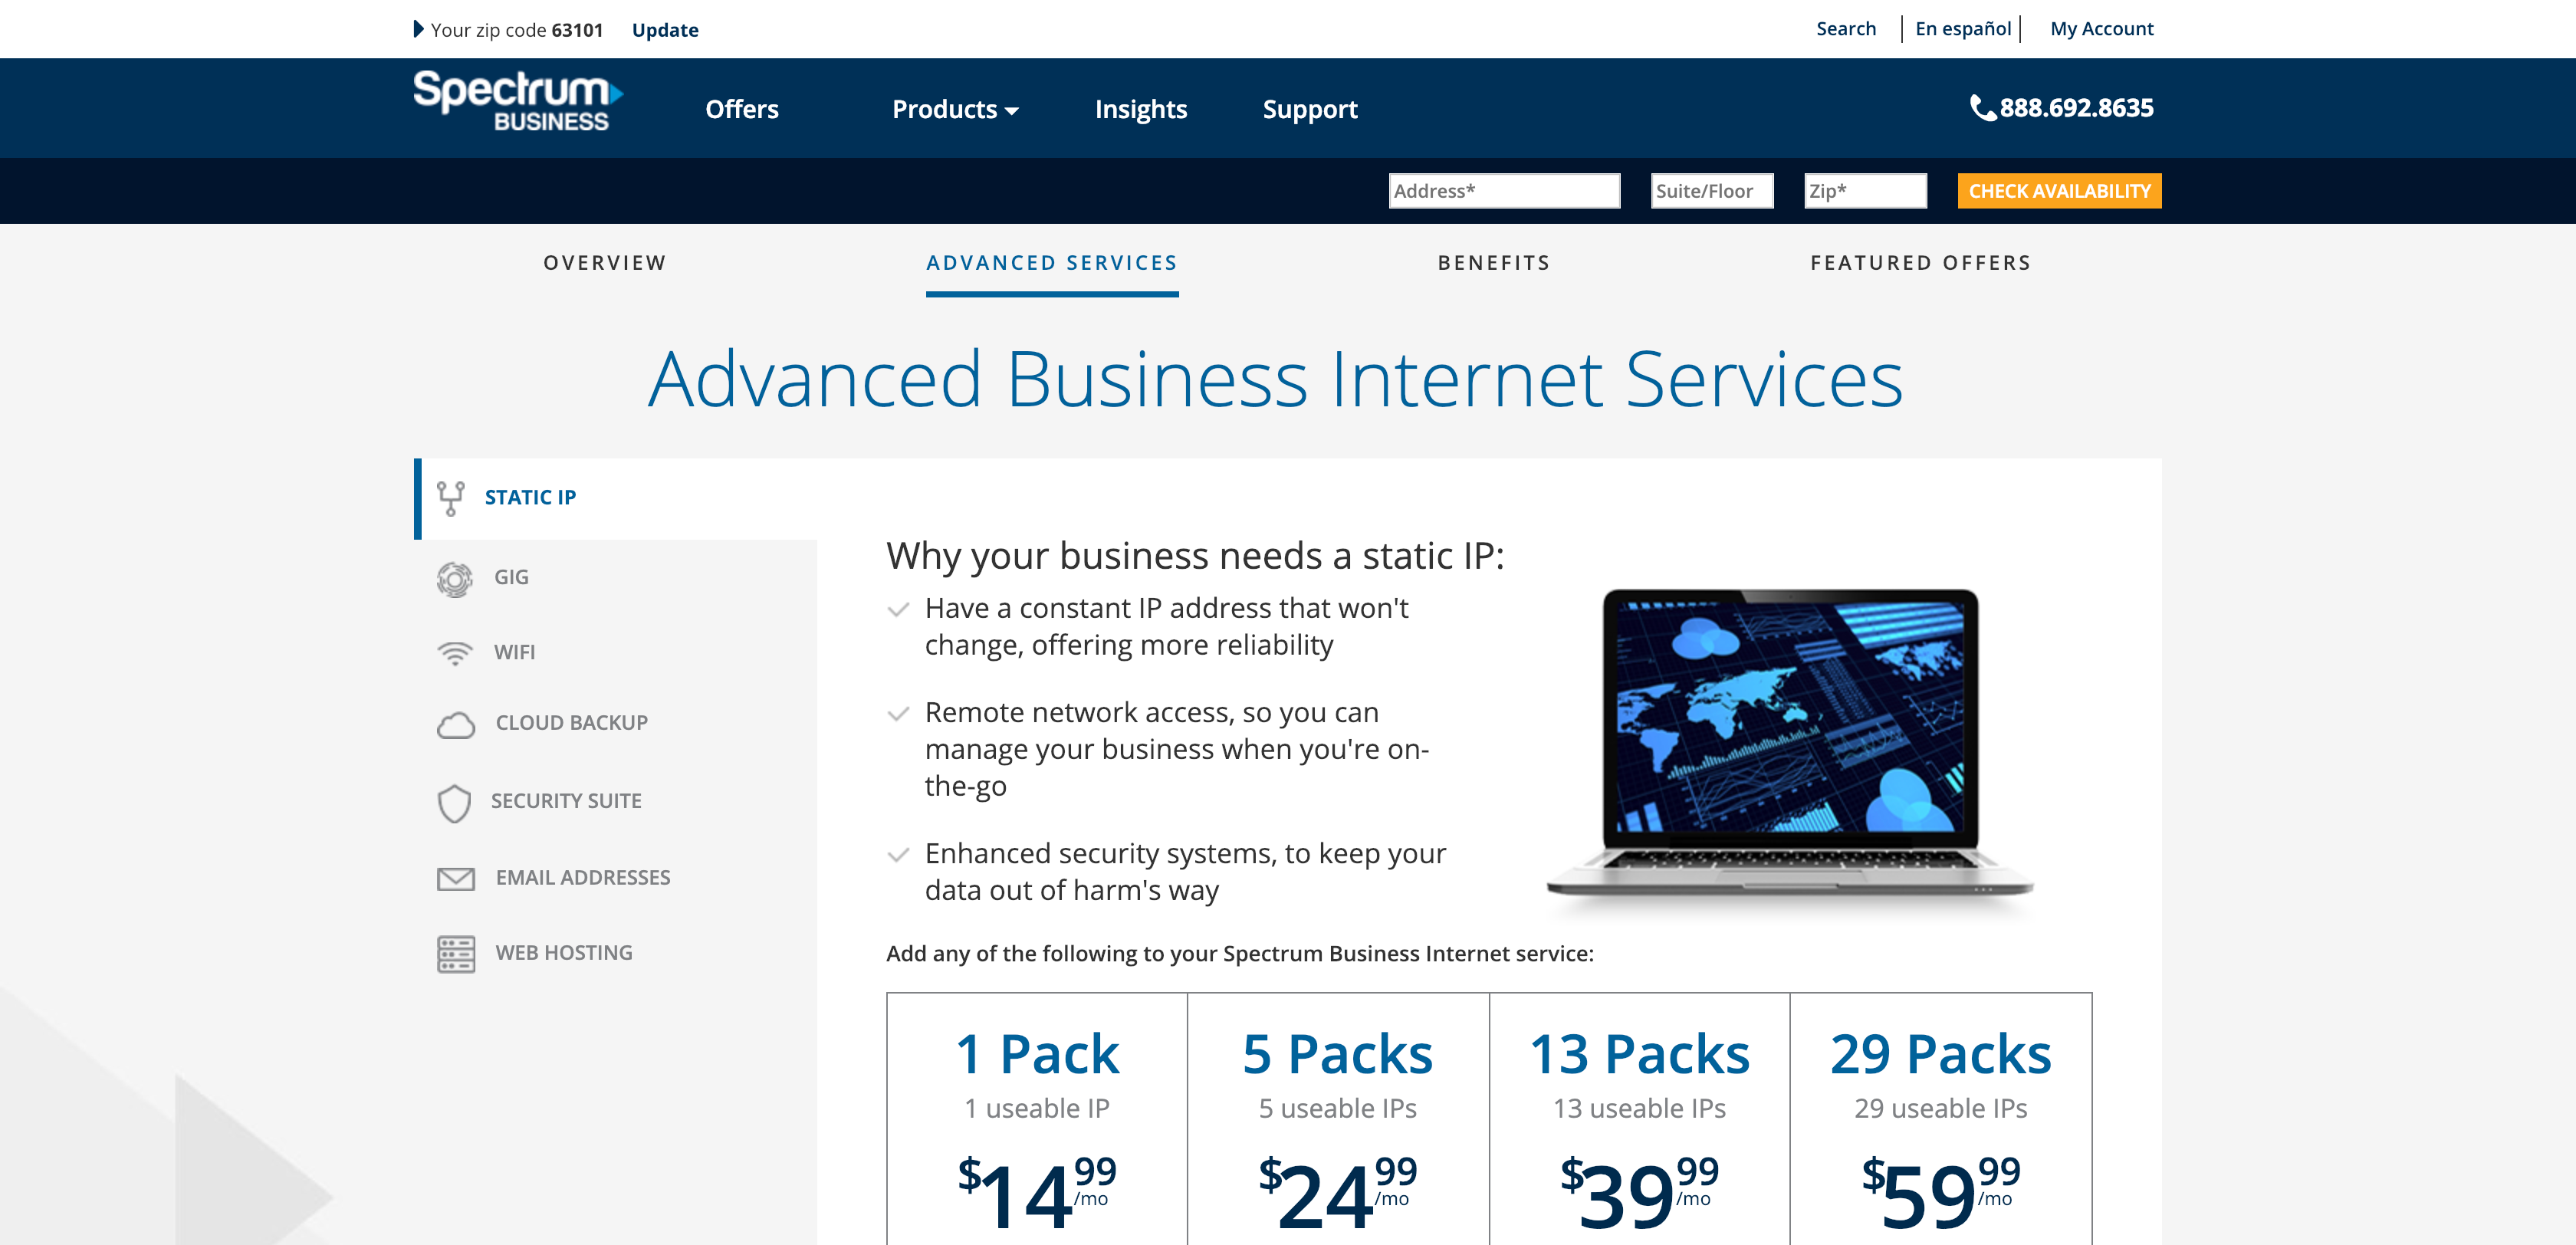 Your zip code 63101 Update
Search En español My Account
Spectrum BUSINESS
Offers Products Insights Support
888.692.8635
Address* Suite/Floor Zip* CHECK AVAILABILITY
OVERVIEW ADVANCED SERVICES BENEFITS FEATURED OFFERS
Advanced Business Internet Services
STATIC IP
GIG
WIFI
CLOUD BACKUP
SECURITY SUITE
EMAIL ADDRESSES
WEB HOSTING
Why your business needs a static IP:
Have a constant IP address that won't
change, offering more reliability
Remote network access, so you can
manage your business when you're on-
the-go
Enhanced security systems, to keep your
data out of harm's way
Add any of the following to your Spectrum Business Internet service:
1 Pack
1 useable IP
$14 99 /mo
5 Packs
5 useable IPs
$24 99 /mo
13 Packs
13 useable IPs
$39 99 /mo
29 Packs
29 useable IPs
$59 99 /mo